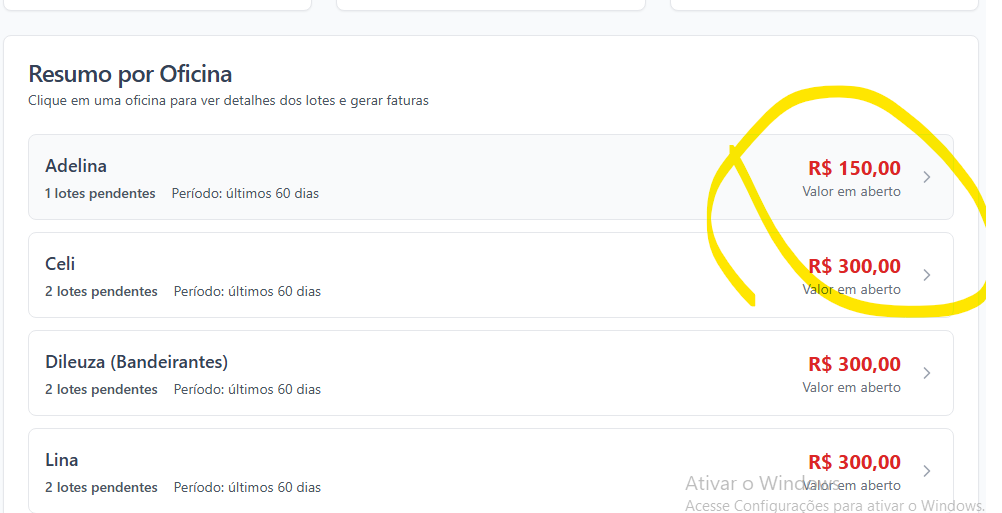 Resumo por Oficina
Clique em uma oficina para ver detalhes dos lotes e gerar faturas
Adelina
R$ 150,00
1 lotes pendentes Período: últimos 60 dias
Valor em aberto
Celi
R$ 300,00
2 lotes pendentes Período: últimos 60 dias
Valor em aberto
Dileuza (Bandeirantes)
R$ 300,00
2 lotes pendentes Período: últimos 60 dias
Valor em aberto
Lina
R$ 300,00
2 lotes pendentes Período: últimos 60 dias
Valor em aberto
Ativar o Windows
Acesse Configurações para ativar o Windows.